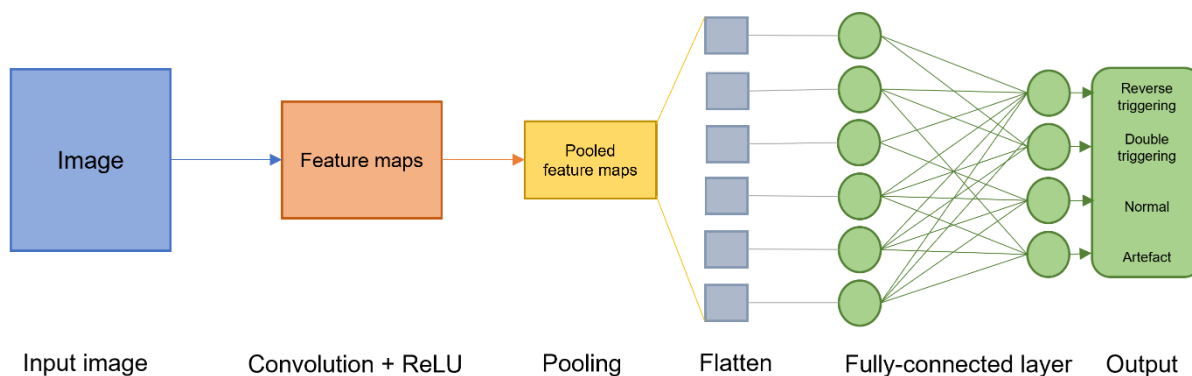 Image
Feature maps
Pooled
feature maps
Reverse
triggering
Double
triggering
Normal
Artefact
Input image
Convolution + ReLU
Pooling
Flatten
Fully-connected layer
Output